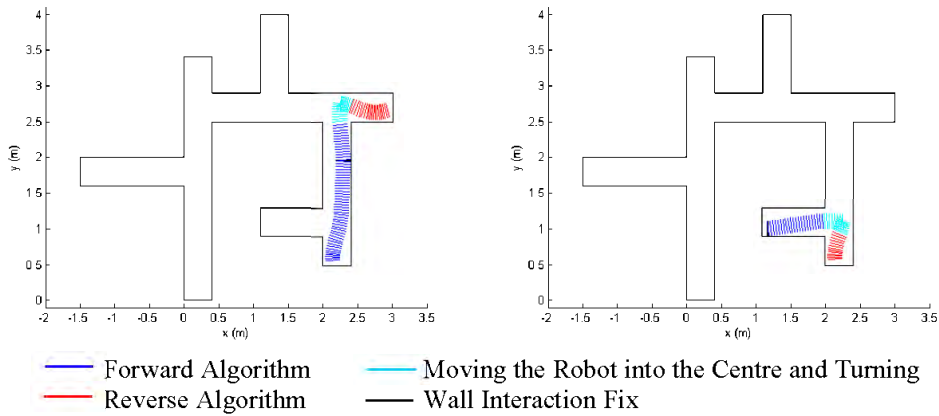 4
3.5
3
2.5
2
1.5
1
0.5
0
y (m)
-2 -1.5 -1 -0.5 0 0.5 1 1.5 2 2.5 3 3.5
x (m)
4
3.5
3
2.5
2
1.5
1
0.5
0
y (m)
-2 -1.5 -1 -0.5 0 0.5 1 1.5 2 2.5 3 3.5
x (m)
Forward Algorithm
Moving the Robot into the Centre and Turning
Reverse Algorithm
Wall Interaction Fix